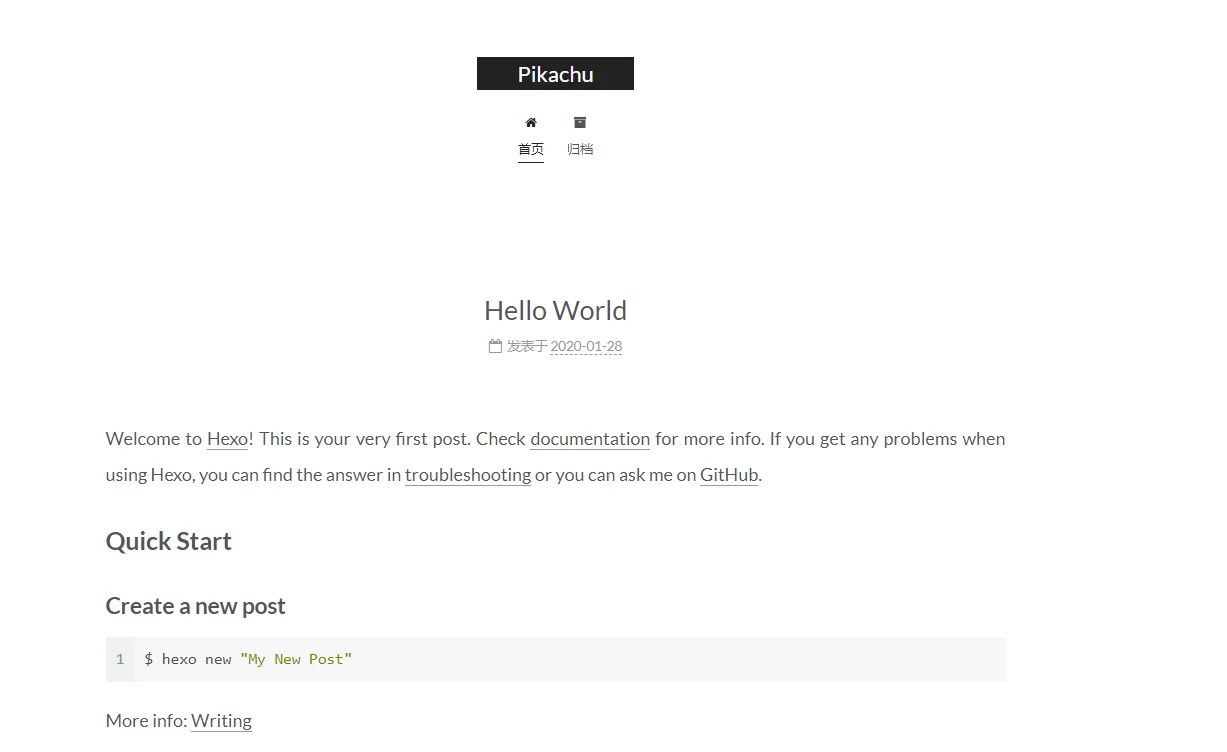 Pikachu
首页 归档
Hello World
发表于 2020-01-28
Welcome to Hexo! This is your very first post. Check documentation for more info. If you get any problems when
using Hexo, you can find the answer in troubleshooting or you can ask me on GitHub.
Quick Start
Create a new post
1 $ hexo new "My New Post"
More info: Writing